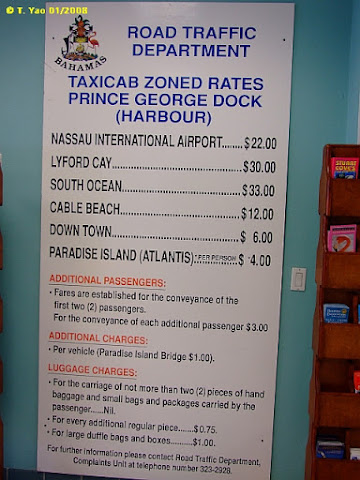 © T. Yao 01/2008
BAHAMAS
ROAD TRAFFIC
DEPARTMENT
TAXICAB ZONED RATES
PRINCE GEORGE DOCK
(HARBOUR)
NASSAU INTERNATIONAL AIRPORT........$22.00
LYFORD CAY...............................$30.00
SOUTH OCEAN............................$33.00
CABLE BEACH............................$12.00
DOWN TOWN..............................$ 6.00
PARADISE ISLAND (ATLANTIS):*PER PERSON $ *4.00
ADDITIONAL PASSENGERS:
• Fares are established for the conveyance of the
first two (2) passengers.
For the conveyance of each additional passenger $3.00
ADDITIONAL CHARGES:
• Per vehicle (Paradise Island Bridge $1.00).
LUGGAGE CHARGES:
• For the carriage of not more than two (2) pieces of hand
baggage and small bags and packages carried by the
passenger......Nil.
• For every additional regular piece.......$0.75.
• For large duffle bags and boxes..........$1.00.
For further information please contact Road Traffic Department,
Complaints Unit at telephone number 323-2928.